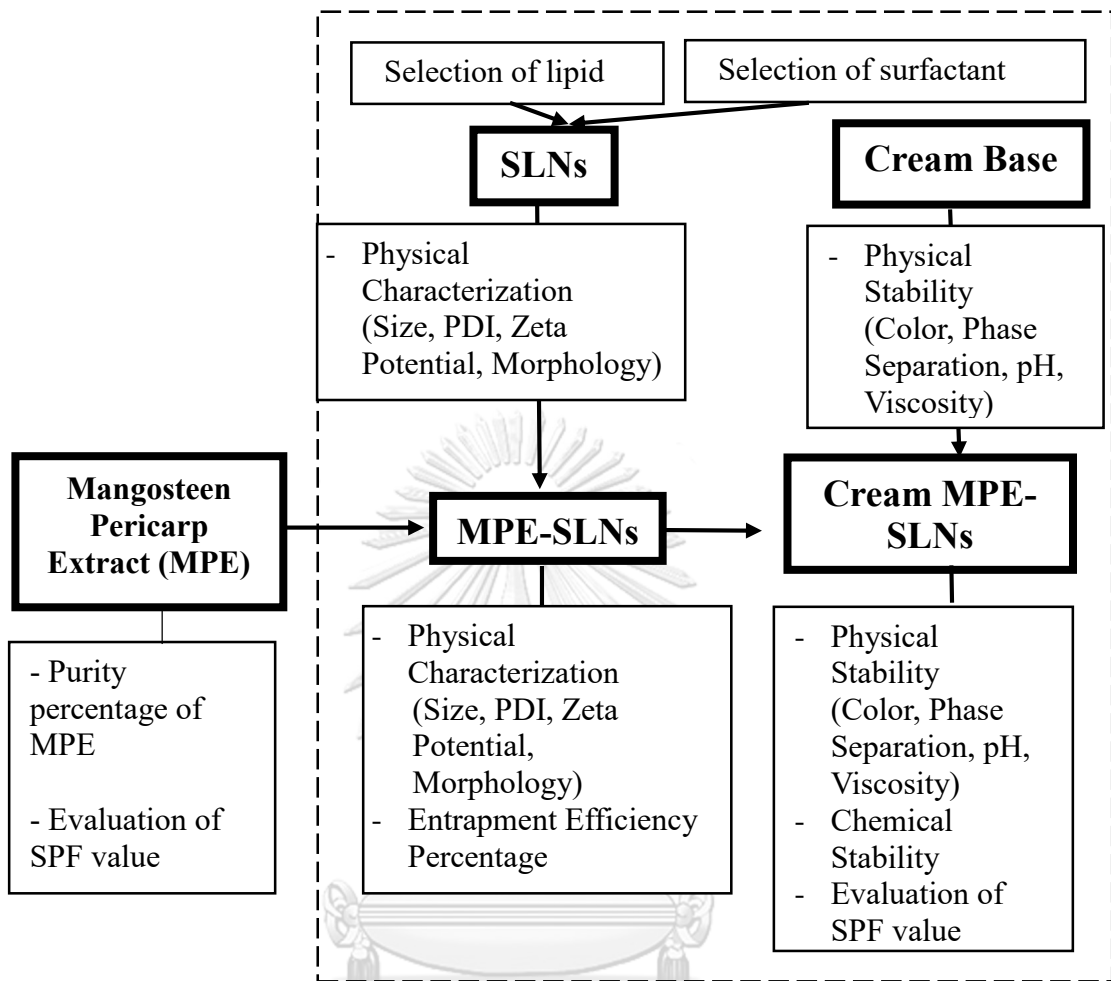 Selection of lipid
Selection of surfactant
SLNs
Cream Base
- Physical
Characterization
(Size, PDI, Zeta
Potential, Morphology)
- Physical
Stability
(Color, Phase
Separation, pH,
Viscosity)
Mangosteen
Pericarp
Extract (MPE)
MPE-SLNs
Cream MPE-
SLNs
- Purity
percentage of
MPE
- Evaluation of
SPF value
- Physical
Characterization
(Size, PDI, Zeta
Potential,
Morphology)
- Entrapment Efficiency
Percentage
- Physical
Stability
(Color, Phase
Separation, pH,
Viscosity)
- Chemical
Stability
- Evaluation of
SPF value